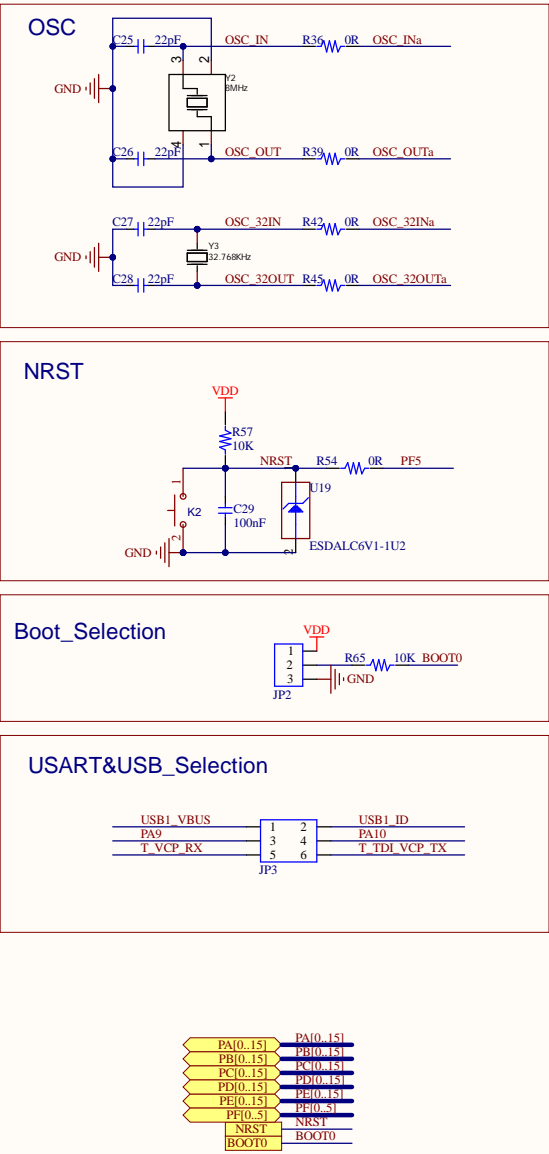 OSC
C25 22pF OSC_IN R36 0R OSC_INa
3 2
Y2
8MHz
GND
4 1
C26 22pF OSC_OUT R39 0R OSC_OUTa
C27 22pF OSC_32IN R42 0R OSC_32INa
Y3
GND 32.768KHz
C28 22pF OSC_32OUT R45 0R OSC_32OUTa
NRST
VDD
R57
10K
NRST R54 0R PF5
1
U19
K2 C29
100nF
2
GND 2 ESDALC6V1-1U2
Boot_Selection
VDD
1
2 R65 10K BOOT0
3 GND
JP2
USART&USB_Selection
USB1_VBUS 1 2 USB1_ID
PA9 3 4 PA10
T_VCP_RX 5 6 T_TDI_VCP_TX
JP3
PA[0..15] PA[0..15]
PB[0..15] PB[0..15]
PC[0..15] PC[0..15]
PD[0..15] PD[0..15]
PE[0..15] PE[0..15]
PF[0..5] PF[0..5]
NRST NRST
BOOT0 BOOT0